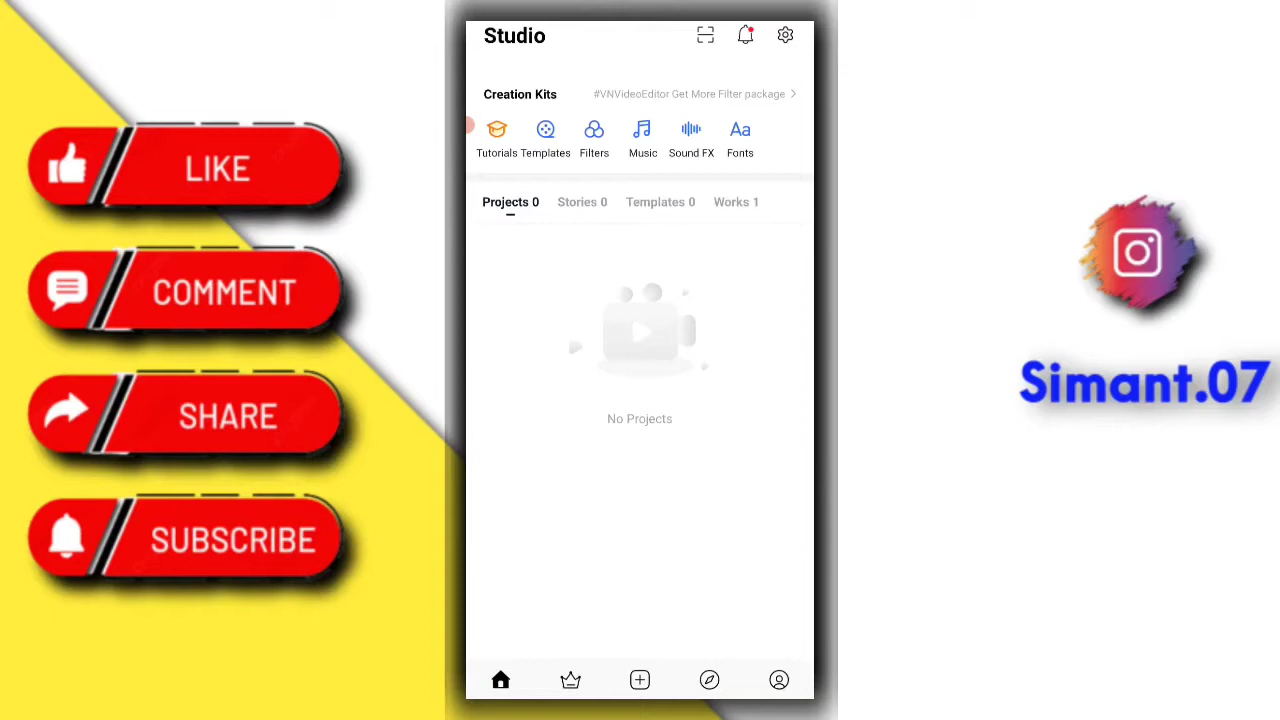 LIKE
COMMENT
SHARE
SUBSCRIBE
Studio
Creation Kits #VNVideoEditor Get More Filter package
Tutorials Templates Filters Music Sound FX Fonts
Aa
Projects 0 Stories 0 Templates 0 Works 1
No Projects
Simant.07